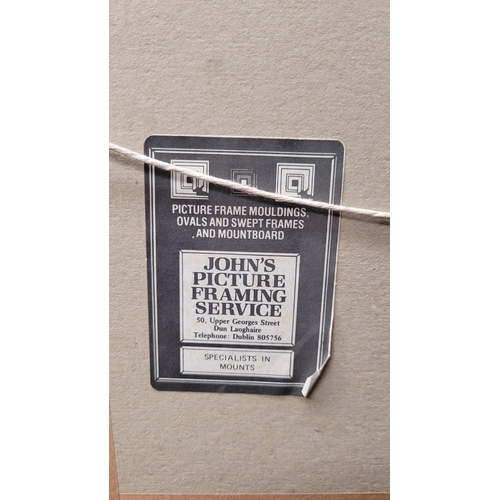 PICTURE FRAME MOULDINGS,
OVALS AND SWEPT FRAMES
, AND MOUNTBOARD
JOHN'S
PICTURE
FRAMING
SERVICE
50, Upper Georges Street
Dun Laoghaire
Telephone: Dublin 805756
SPECIALISTS IN
MOUNTS